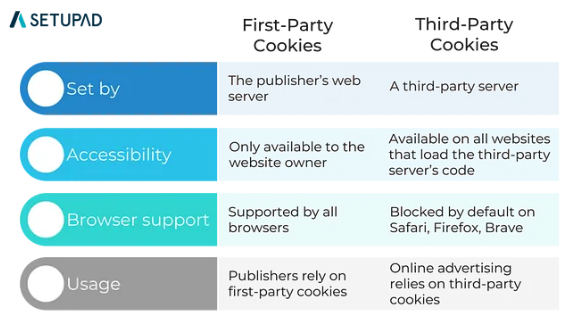 SETUPAD
First-Party
Cookies
Third-Party
Cookies
Set by
The publisher's web
server
A third-party server
Accessibility
Only available to the
website owner
Available on all websites
that load the third-party
server's code
Browser support
Supported by all
browsers
Blocked by default on
Safari, Firefox, Brave
Usage
Publishers rely on
first-party cookies
Online advertising
relies on third-party
cookies